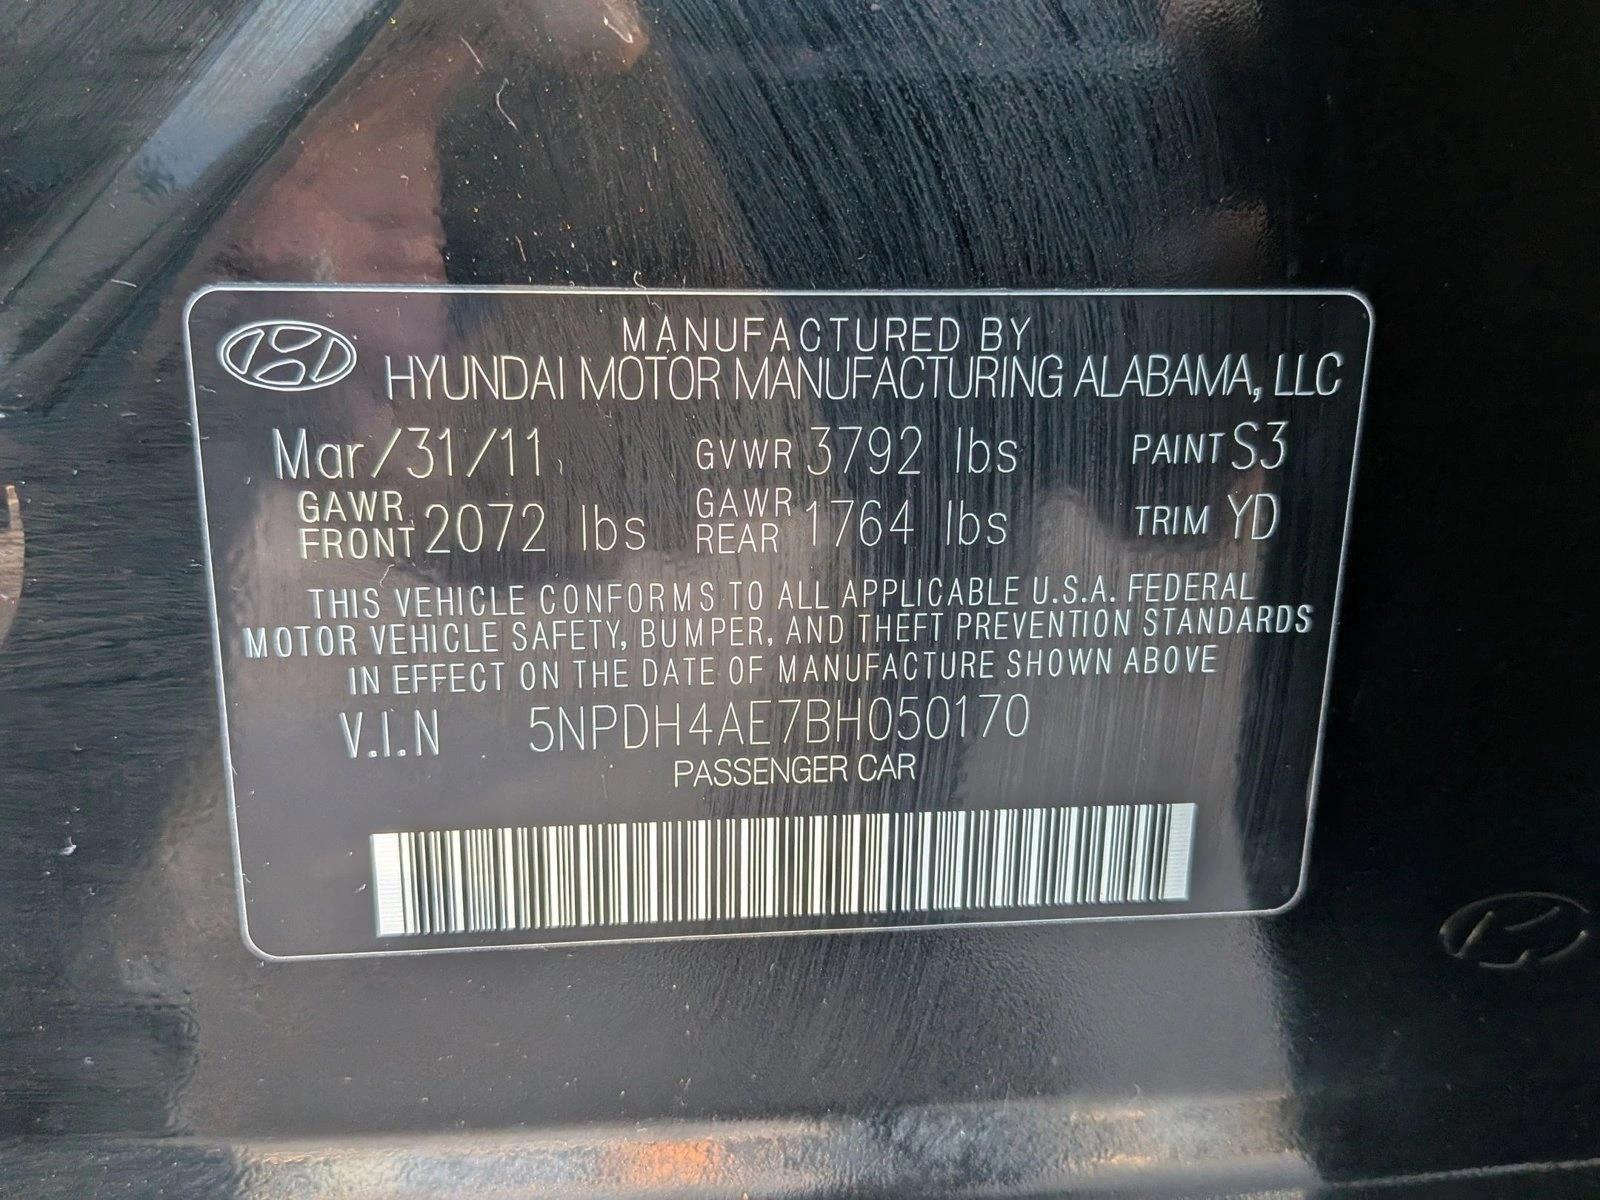 MANUFACTURED BY
HYUNDAI MOTOR MANUFACTURING ALABAMA, LLC
Mar/31/11 GVWR 3792 lbs PAINT S3
GAWR FRONT 2072 lbs GAWR REAR 1764 lbs TRIM YD
THIS VEHICLE CONFORMS TO ALL APPLICABLE U.S.A. FEDERAL
MOTOR VEHICLE SAFETY, BUMPER, AND THEFT PREVENTION STANDARDS
IN EFFECT ON THE DATE OF MANUFACTURE SHOWN ABOVE
V.I.N 5NPDH4AE7BH050170
PASSENGER CAR